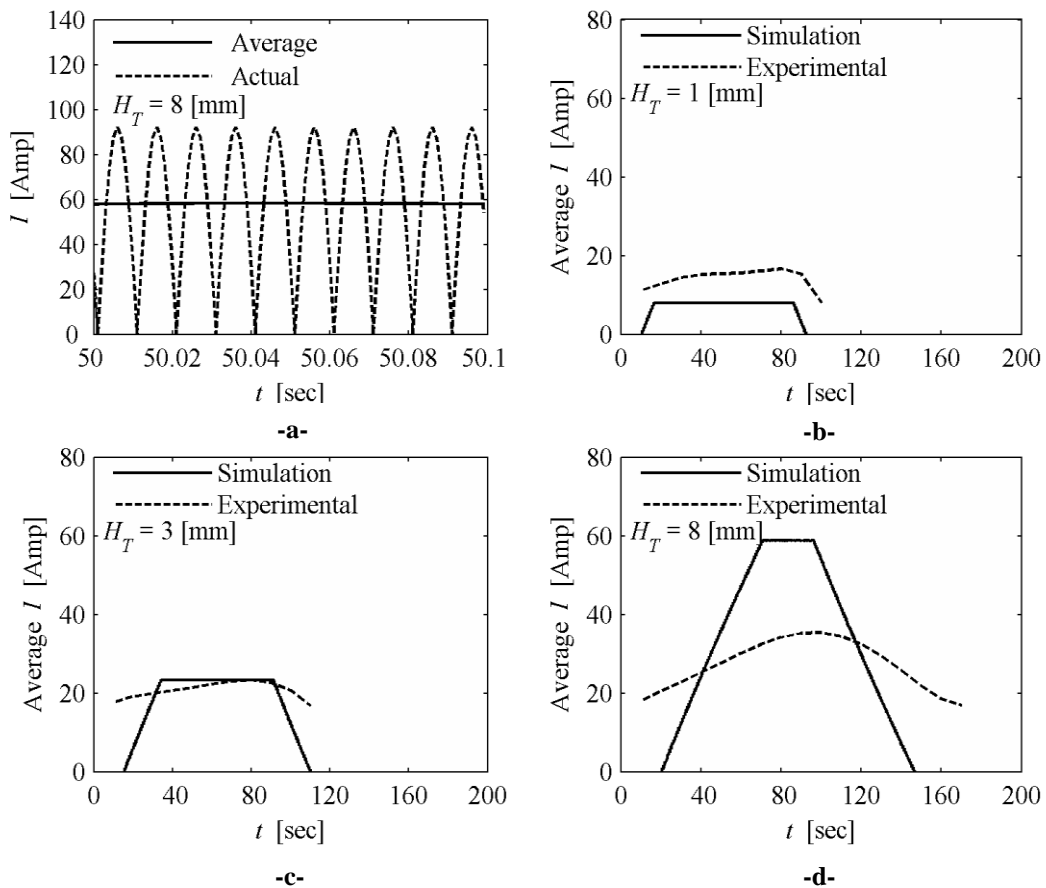 140
120
100
80
60
40
20
0
I [Amp]
Average
Actual
H_T = 8 [mm]
50 50.02 50.04 50.06 50.08 50.1
t [sec]
-a-
80
60
40
20
0
Average I [Amp]
Simulation
Experimental
H_T = 1 [mm]
0 40 80 120 160 200
t [sec]
-b-
80
60
40
20
0
Average I [Amp]
Simulation
Experimental
H_T = 3 [mm]
0 40 80 120 160 200
t [sec]
-c-
80
60
40
20
0
Average I [Amp]
Simulation
Experimental
H_T = 8 [mm]
0 40 80 120 160 200
t [sec]
-d-